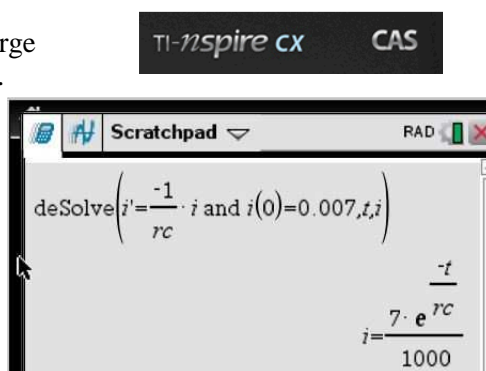 rge
TI-nspire CX CAS
.
Scratchpad RAD
deSolve(i'=-1/rc · i and i(0)=0.007,t,i)
i=7· e^(-t/rc)/1000